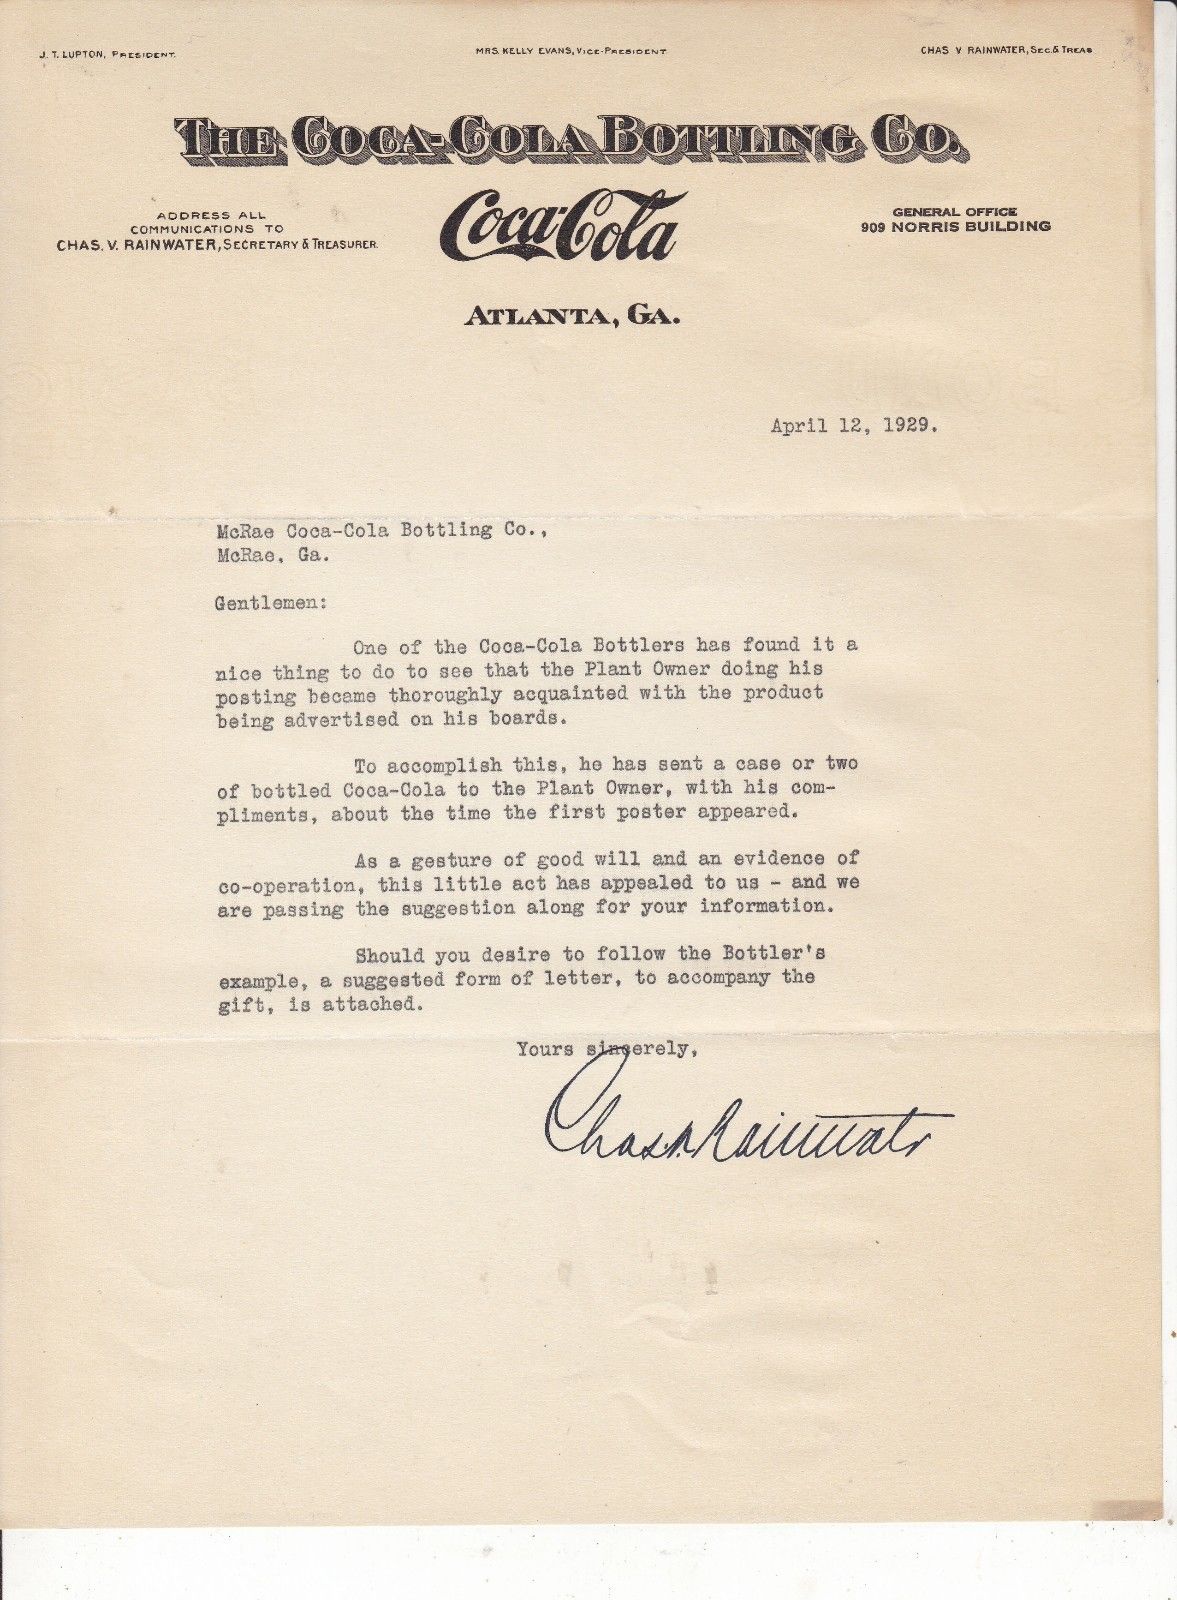 J. T. LUPTON, PRESIDENT.
MRS. KELLY EVANS, VICE-PRESIDENT
CHAS V RAINWATER, SEC. & TREAS
THE COCA-COLA BOTTLING CO.
ADDRESS ALL
COMMUNICATIONS TO
CHAS. V. RAINWATER, SECRETARY & TREASURER.
Coca-Cola
GENERAL OFFICE
909 NORRIS BUILDING
ATLANTA, GA.
April 12, 1929.
McRae Coca-Cola Bottling Co.,
McRae, Ga.
Gentlemen:
One of the Coca-Cola Bottlers has found it a
nice thing to do to see that the Plant Owner doing his
posting became thoroughly acquainted with the product
being advertised on his boards.
To accomplish this, he has sent a case or two
of bottled Coca-Cola to the Plant Owner, with his com-
pliments, about the time the first poster appeared.
As a gesture of good will and an evidence of
co-operation, this little act has appealed to us - and we
are passing the suggestion along for your information.
Should you desire to follow the Bottler's
example, a suggested form of letter, to accompany the
gift, is attached.
Yours sincerely,
Chas. V. Rainwater